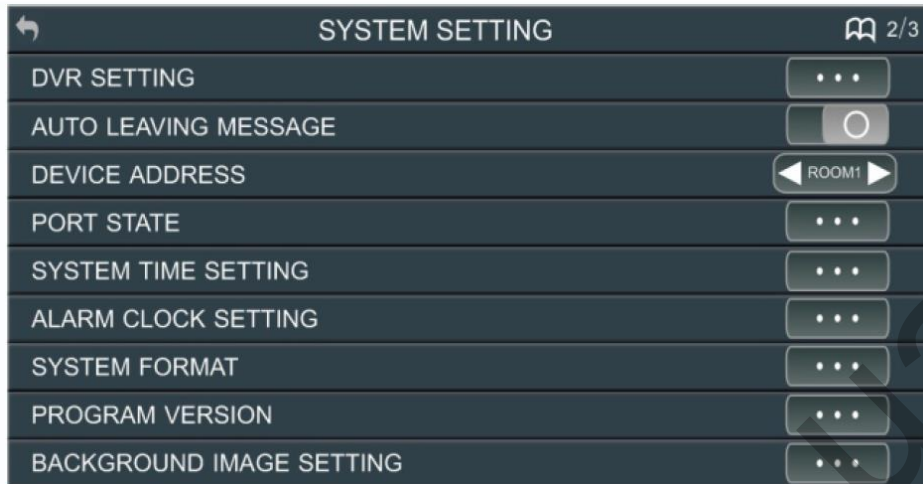 SYSTEM SETTING 2/3
DVR SETTING ...
AUTO LEAVING MESSAGE
DEVICE ADDRESS ROOM1
PORT STATE ...
SYSTEM TIME SETTING ...
ALARM CLOCK SETTING ...
SYSTEM FORMAT ...
PROGRAM VERSION ...
BACKGROUND IMAGE SETTING ...